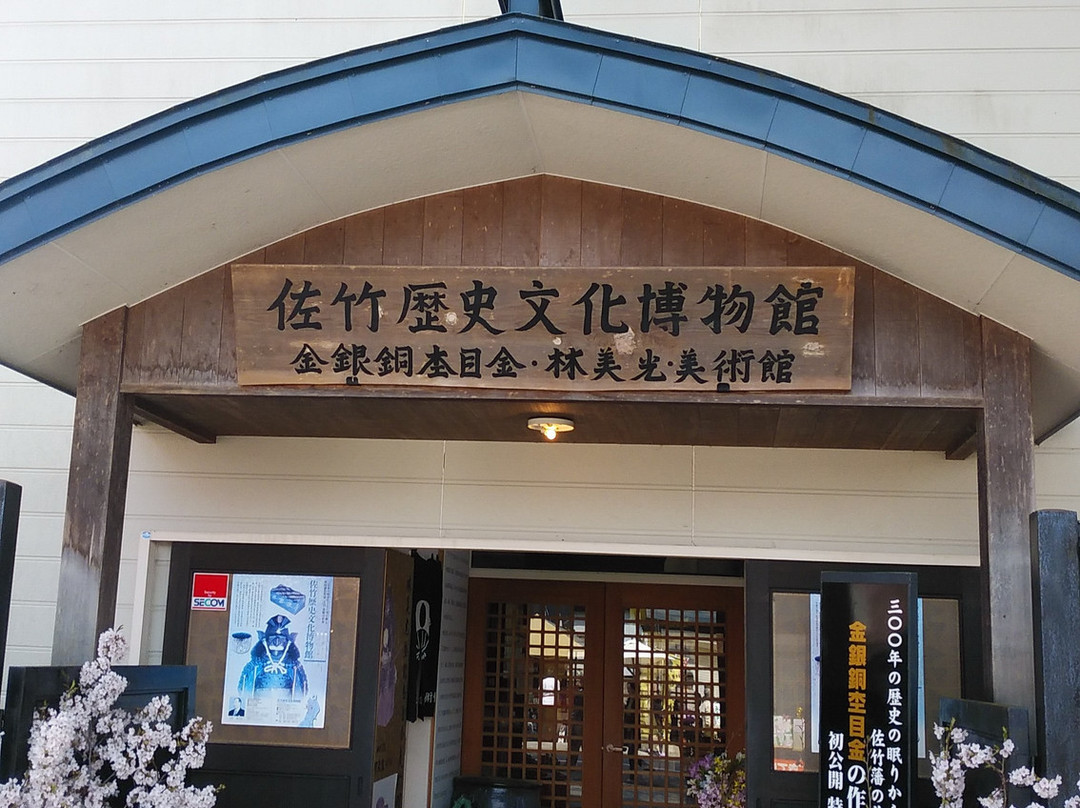 佐竹歴史文化博物館
金銀銅杢目金・林美光・美術館
SECOM
佐竹歴史文化博物館
術館
三〇〇年の歴史の眠りか
佐竹藩の
金銀銅杢目金の作
初公開 特